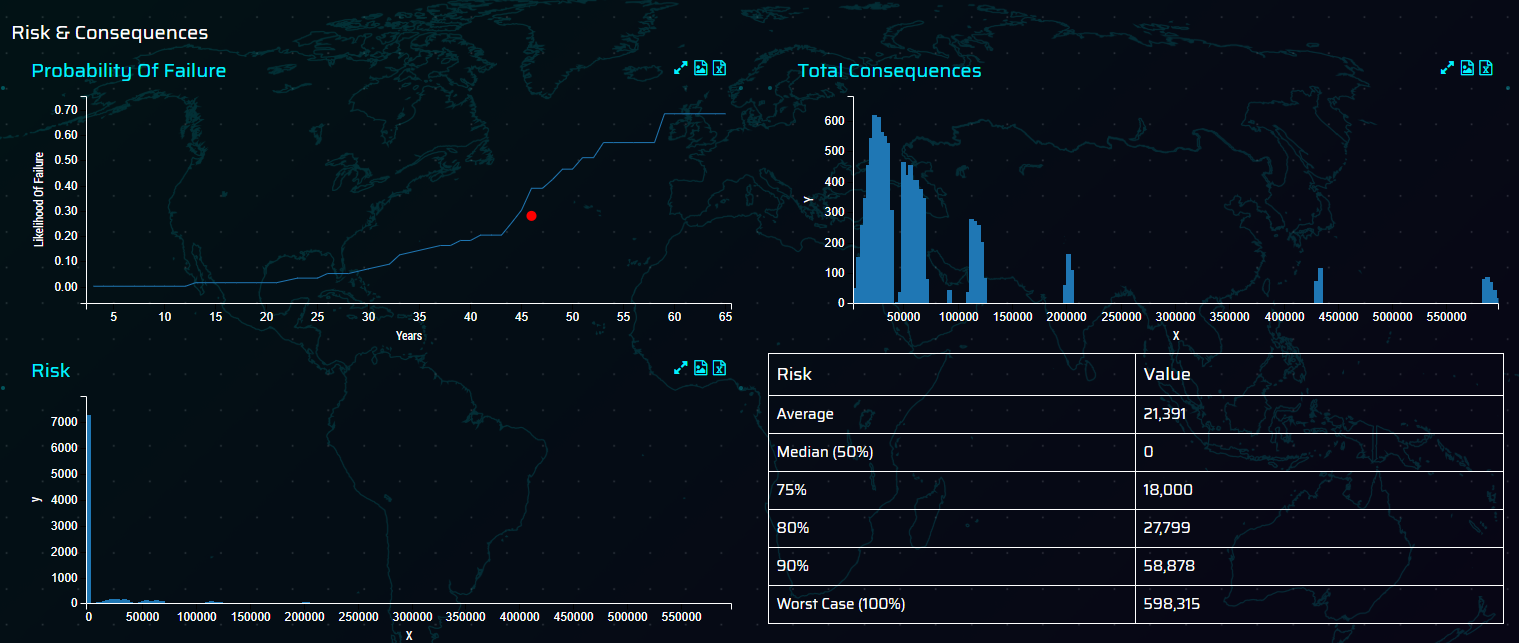 Risk & Consequences
Probability Of Failure
0.70
0.60
0.50
0.40
0.30
0.20
0.10
0.00
Likelihood Of Failure
5 10 15 20 25 30 35 40 45 50 55 60 65
Years
Total Consequences
600
500
400
300
200
100
0
Y
50000 100000 150000 200000 250000 300000 350000 400000 450000 500000 550000
X
Risk
7000
6000
5000
4000
3000
2000
1000
0
y
0 50000 100000 150000 200000 250000 300000 350000 400000 450000 500000 550000
X
Risk Value
Average 21,391
Median (50%) 0
75% 18,000
80% 27,799
90% 58,878
Worst Case (100%) 598,315